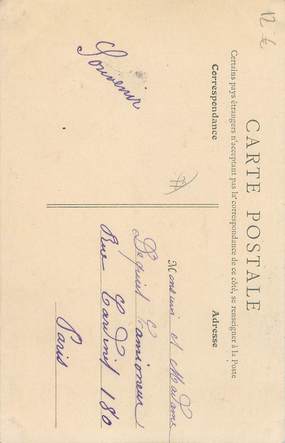 12 €
CARTE POSTALE
Certains pays étrangers n'acceptant pas la correspondance de ce côté, se renseigner à la Poste
Correspondance
Adresse
Souvenir
Monsieur et Madame
Camioneur
Rue Cardinet 180
Paris